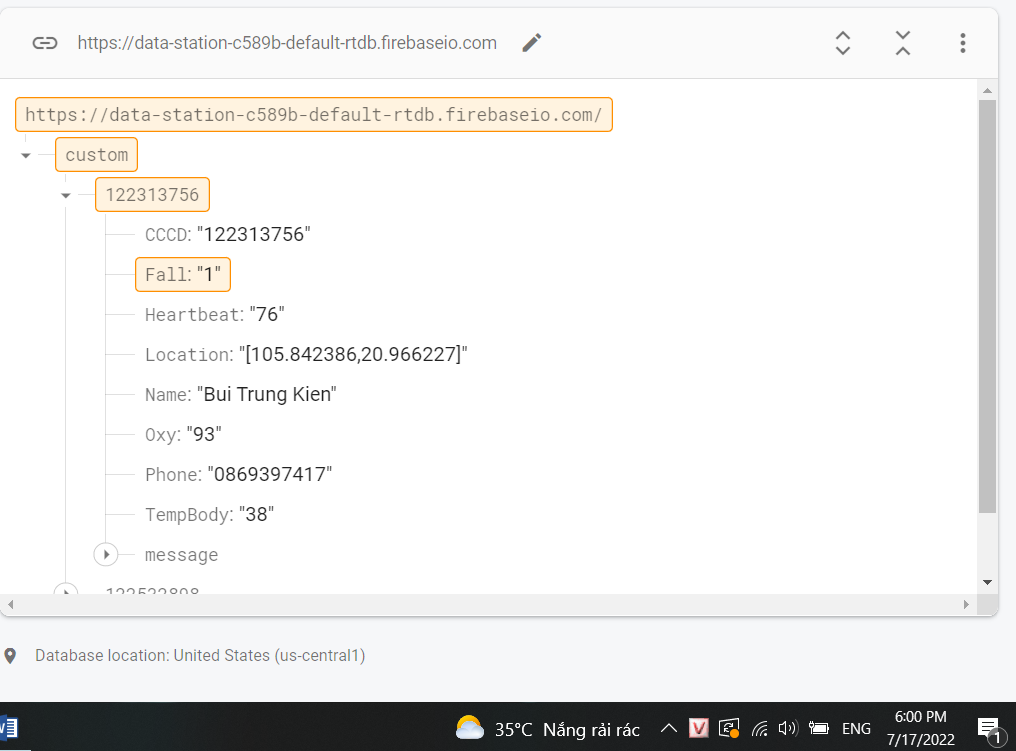 https://data-station-c589b-default-rtdb.firebaseio.com
https://data-station-c589b-default-rtdb.firebaseio.com/
custom
122313756
CCCD: "122313756"
Fall: "1"
Heartbeat: "76"
Location: "[105.842386,20.966227]"
Name: "Bui Trung Kien"
Oxy: "93"
Phone: "0869397417"
TempBody: "38"
message
Database location: United States (us-central1)
35°C Nắng rải rác
ENG
6:00 PM
7/17/2022
1